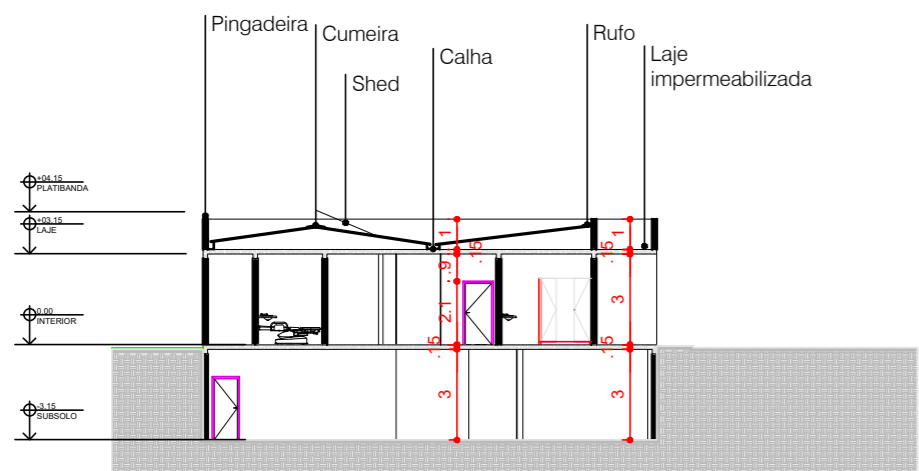 Pingadeira
Cumeira
Shed
Calha
Rufo
Laje
impermeabilizada
+04.15
PLATIBANDA
+03.15
LAJE
0.00
INTERIOR
-3.15
SUBSOLO
1
.15
.9
2.1
.15
3
1
.15
3
.15
3